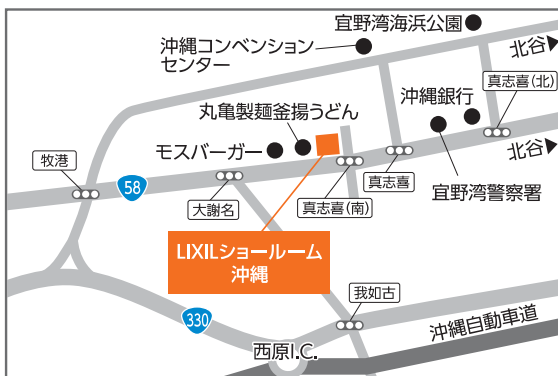 宜野湾海浜公園
沖縄コンベンション
センター
北谷
真志喜(北)
丸亀製麺釜揚うどん
沖縄銀行
モスバーガー
北谷
牧港
58
大謝名
真志喜(南)
真志喜
宜野湾警察署
LIXILショールーム
沖縄
我如古
330
沖縄自動車道
西原I.C.